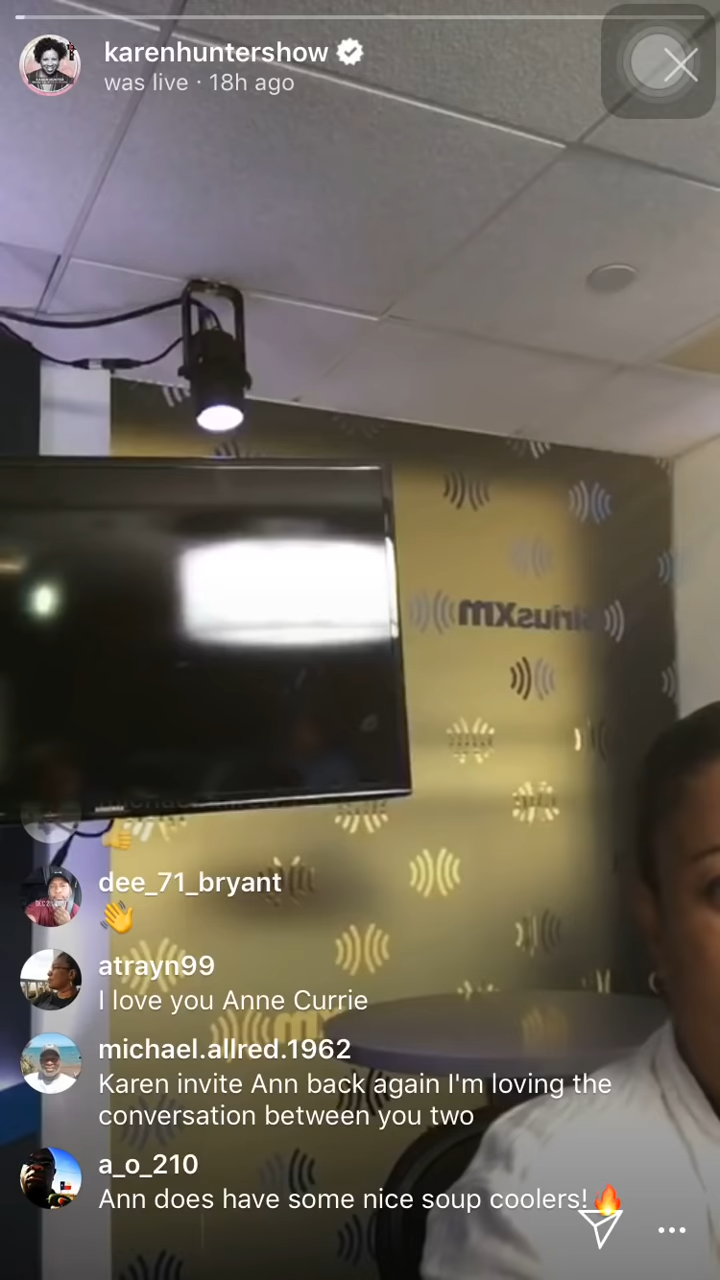 karenhuntershow
was live · 18h ago
SiriusXm
dee_71_bryant
👋
atrayn99
I love you Anne Currie
michael.allred.1962
Karen invite Ann back again I'm loving the
conversation between you two
a_o_210
Ann does have some nice soup coolers!🔥